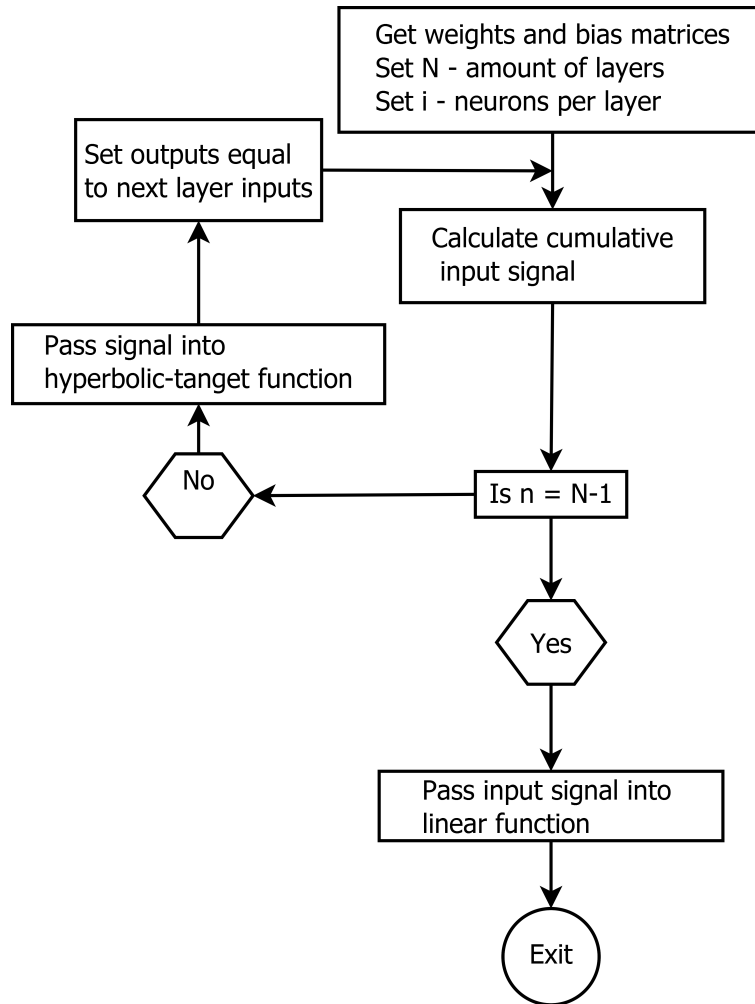 Get weights and bias matrices
Set N - amount of layers
Set i - neurons per layer
Set outputs equal
to next layer inputs
Calculate cumulative
input signal
Pass signal into
hyperbolic-tanget function
No
Is n = N-1
Yes
Pass input signal into
linear function
Exit